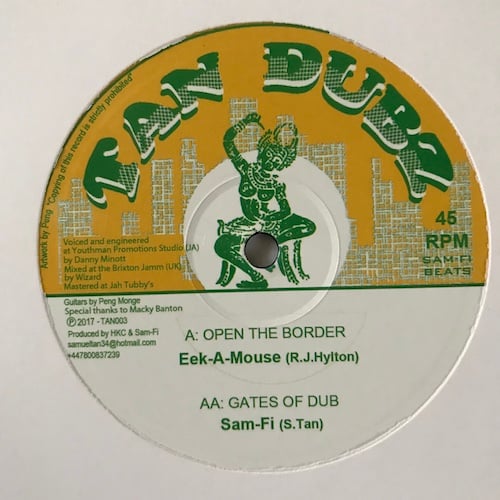 TAN DUBZ
Artwork by Peng "Copying of this record is strictly prohibited"
45
RPM
SAM-FI
BEATS
Voiced and engineered
at Youthman Promotions Studio (JA)
by Danny Minott
Mixed at the Brixton Jamm (UK)
by Wizard
Mastered at Jah Tubby's
Guitars by Peng Monge
Special thanks to Macky Banton
℗ 2017 - TAN003
Produced by HKC & Sam-Fi
samueltan34@hotmail.com
+447800837239
A: OPEN THE BORDER
Eek-A-Mouse (R.J.Hylton)
AA: GATES OF DUB
Sam-Fi (S.Tan)